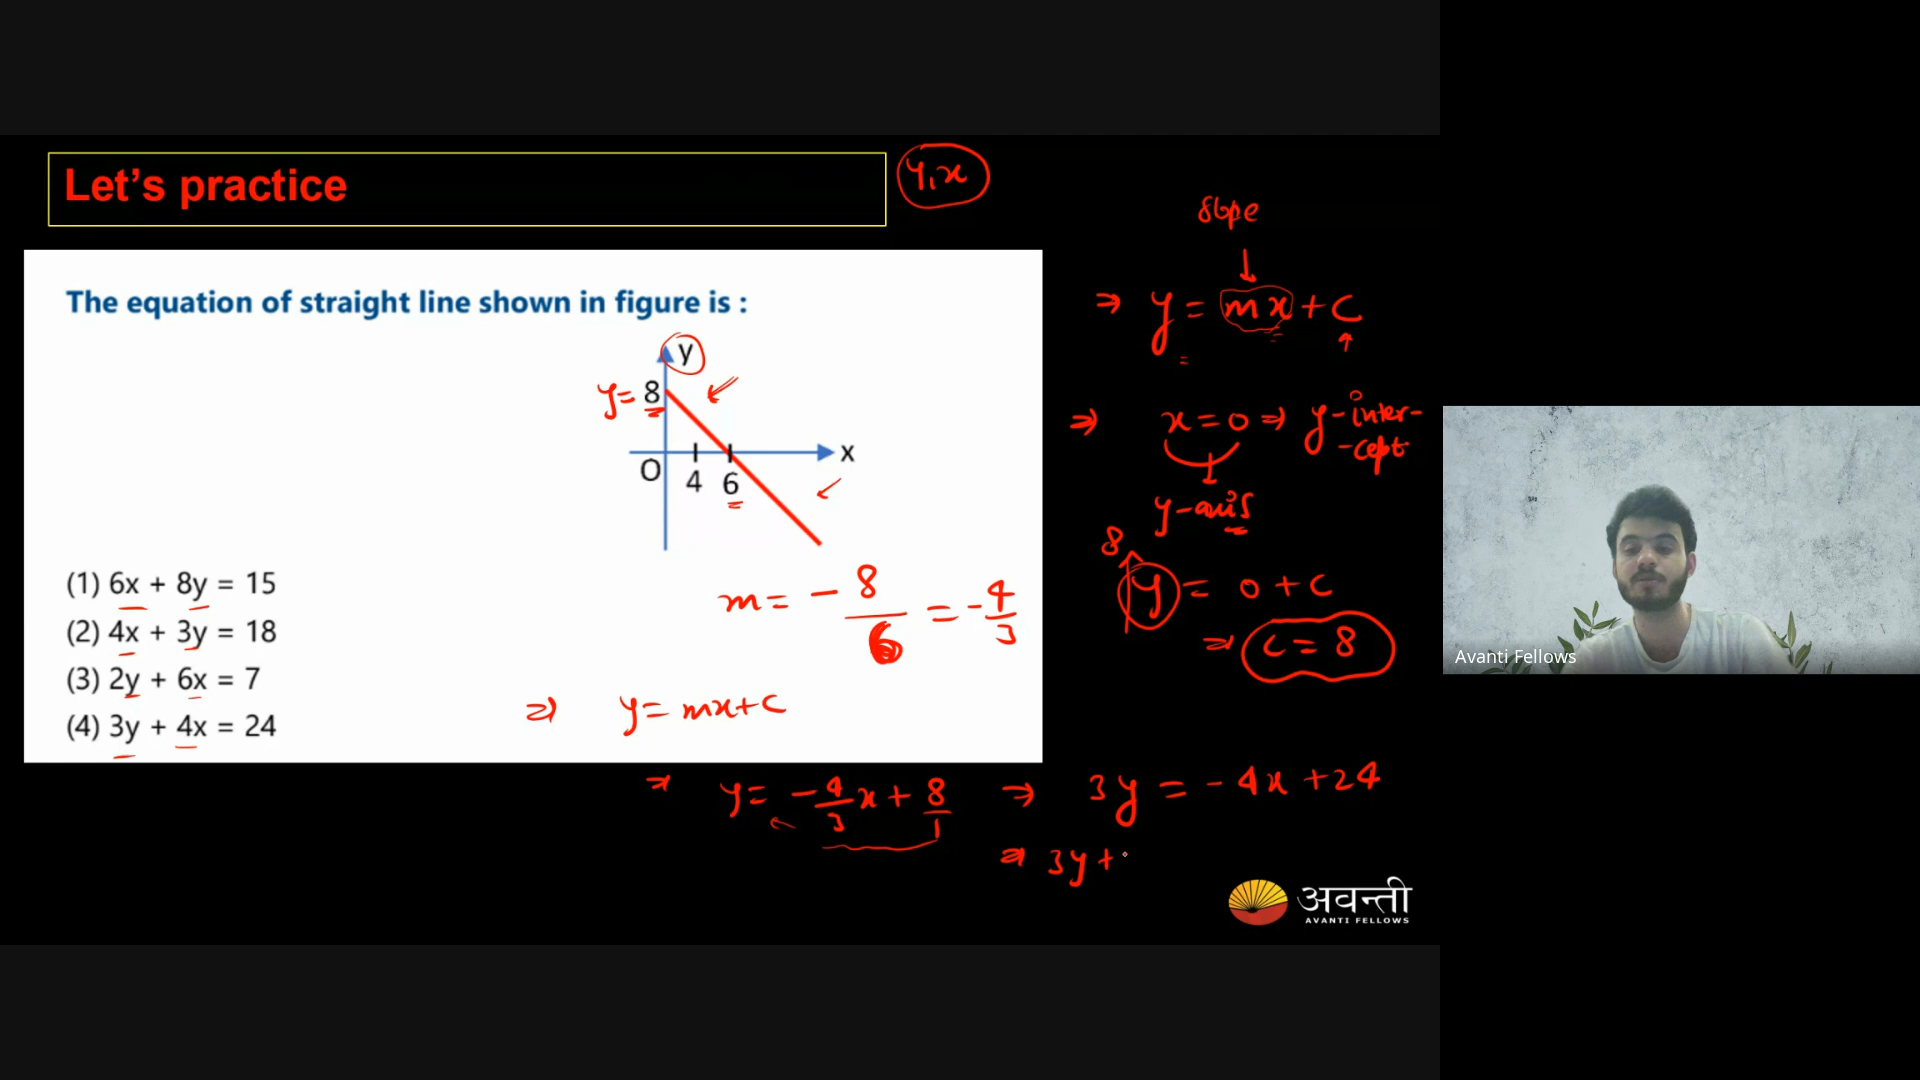 Let's practice
y, x
slope
The equation of straight line shown in figure is :
⇒ y = mx + c
y
y = 8
x
O 4 6
⇒ x = 0 ⇒ y-inter-
-cept
y-axis
8
y = 0 + c
⇒ c = 8
(1) 6x + 8y = 15
(2) 4x + 3y = 18
(3) 2y + 6x = 7
(4) 3y + 4x = 24
m = - 8/6 = - 4/3
⇒ y = mx + c
⇒ y = - 4/3 x + 8/1 ⇒ 3y = - 4x + 24
⇒ 3y +
अवन्ती
AVANTI FELLOWS
Avanti Fellows